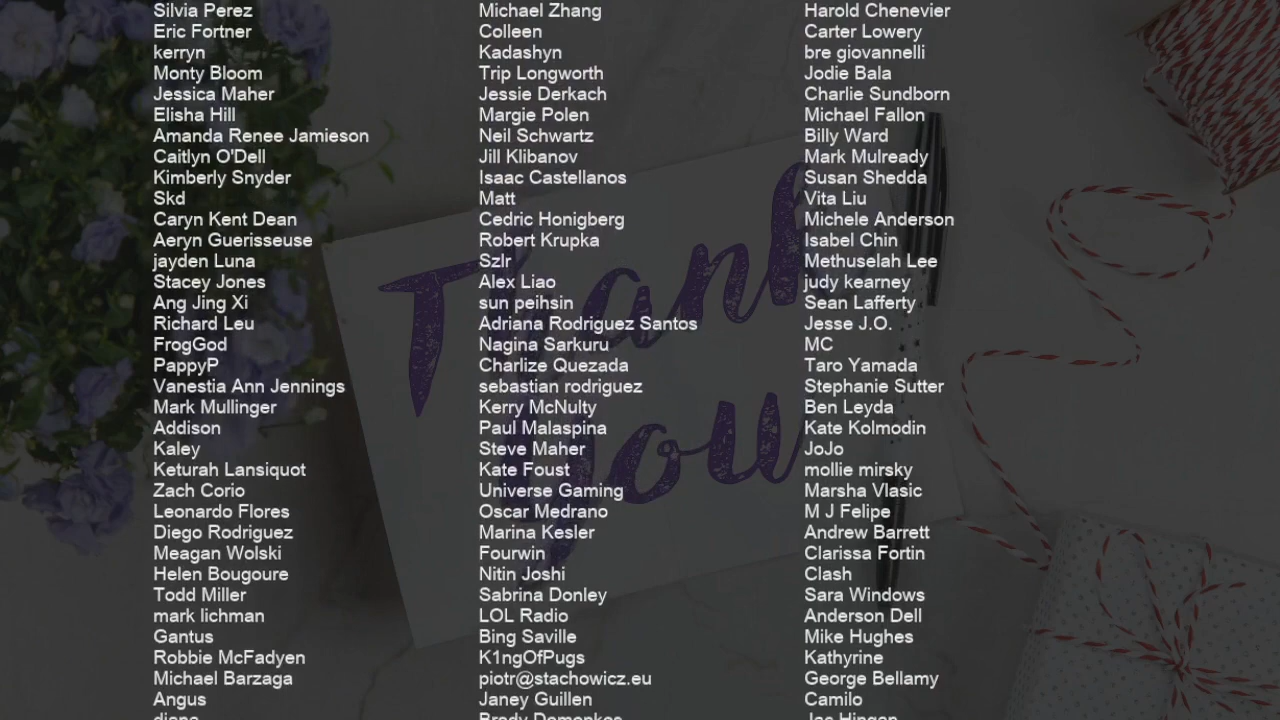 Silvia Perez
Eric Fortner
kerryn
Monty Bloom
Jessica Maher
Elisha Hill
Amanda Renee Jamieson
Caitlyn O'Dell
Kimberly Snyder
Skd
Caryn Kent Dean
Aeryn Guerisseuse
jayden Luna
Stacey Jones
Ang Jing Xi
Richard Leu
FrogGod
PappyP
Vanestia Ann Jennings
Mark Mullinger
Addison
Kaley
Keturah Lansiquot
Zach Corio
Leonardo Flores
Diego Rodriguez
Meagan Wolski
Helen Bougoure
Todd Miller
mark lichman
Gantus
Robbie McFadyen
Michael Barzaga
Angus
diana
Michael Zhang
Colleen
Kadashyn
Trip Longworth
Jessie Derkach
Margie Polen
Neil Schwartz
Jill Klibanov
Isaac Castellanos
Matt
Cedric Honigberg
Robert Krupka
Szlr
Alex Liao
sun peihsin
Adriana Rodriguez Santos
Nagina Sarkuru
Charlize Quezada
sebastian rodriguez
Kerry McNulty
Paul Malaspina
Steve Maher
Kate Foust
Universe Gaming
Oscar Medrano
Marina Kesler
Fourwin
Nitin Joshi
Sabrina Donley
LOL Radio
Bing Saville
K1ngOfPugs
piotr@stachowicz.eu
Janey Guillen
Harold Chenevier
Carter Lowery
bre giovannelli
Jodie Bala
Charlie Sundborn
Michael Fallon
Billy Ward
Mark Mulready
Susan Shedda
Vita Liu
Michele Anderson
Isabel Chin
Methuselah Lee
judy kearney
Sean Lafferty
Jesse J.O.
MC
Taro Yamada
Stephanie Sutter
Ben Leyda
Kate Kolmodin
JoJo
mollie mirsky
Marsha Vlasic
M J Felipe
Andrew Barrett
Clarissa Fortin
Clash
Sara Windows
Anderson Dell
Mike Hughes
Kathyrine
George Bellamy
Camilo
Thank
You